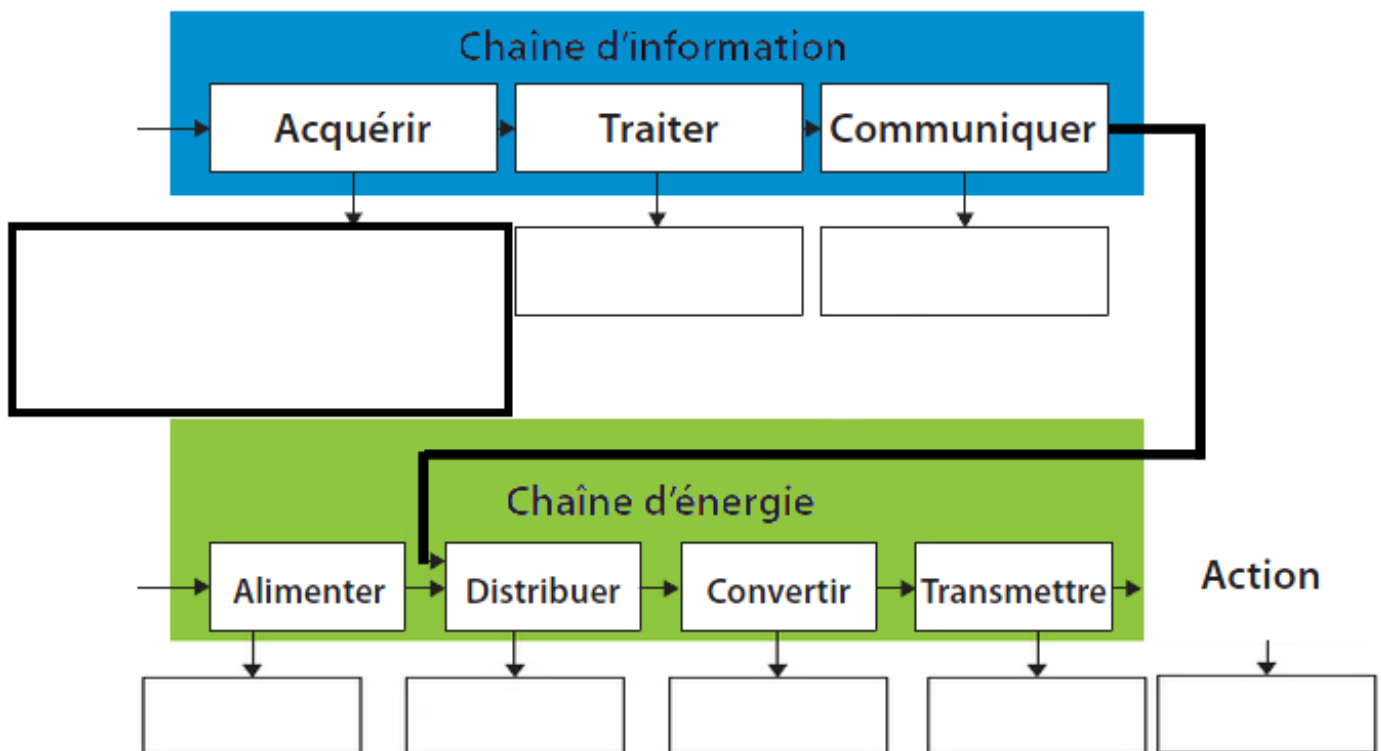 Chaîne d'information
Acquérir Traiter Communiquer
Chaîne d'énergie
Alimenter Distribuer Convertir Transmettre Action